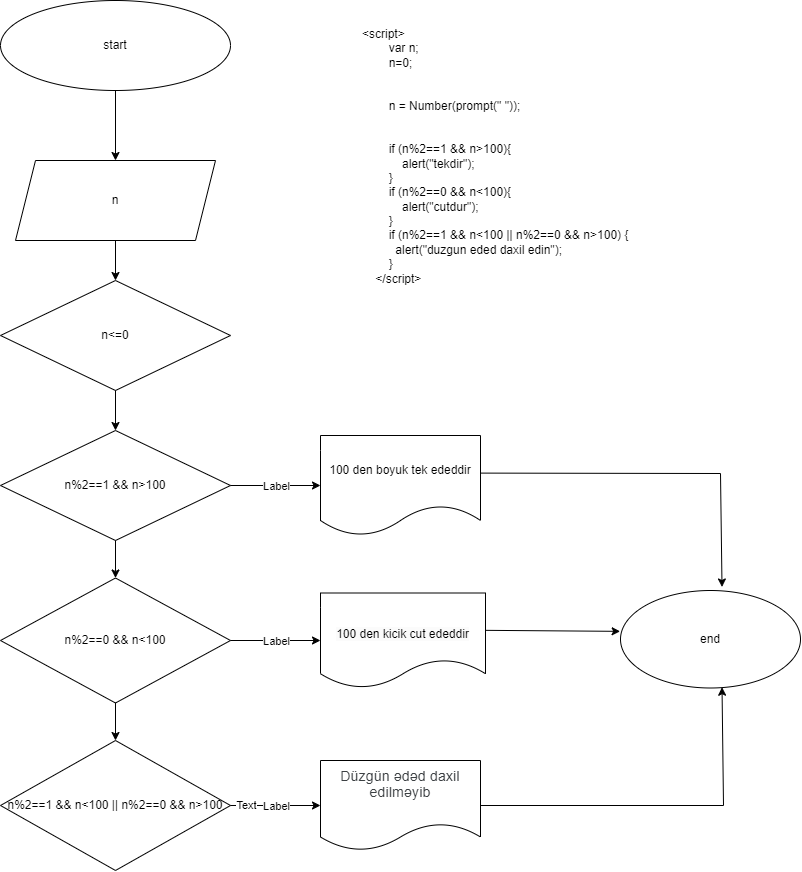 start
n
n<=0
n%2==1 && n>100
Label
100 den boyuk tek ededdir
n%2==0 && n<100
Label
100 den kicik cut ededdir
end
n%2==1 && n<100 || n%2==0 && n>100
Text
Label
Düzgün ədəd daxil
edilməyib
<script>
var n;
n=0;
n = Number(prompt(" "));
if (n%2==1 && n>100){
alert("tekdir");
}
if (n%2==0 && n<100){
alert("cutdur");
}
if (n%2==1 && n<100 || n%2==0 && n>100) {
alert("duzgun eded daxil edin");
}
</script>